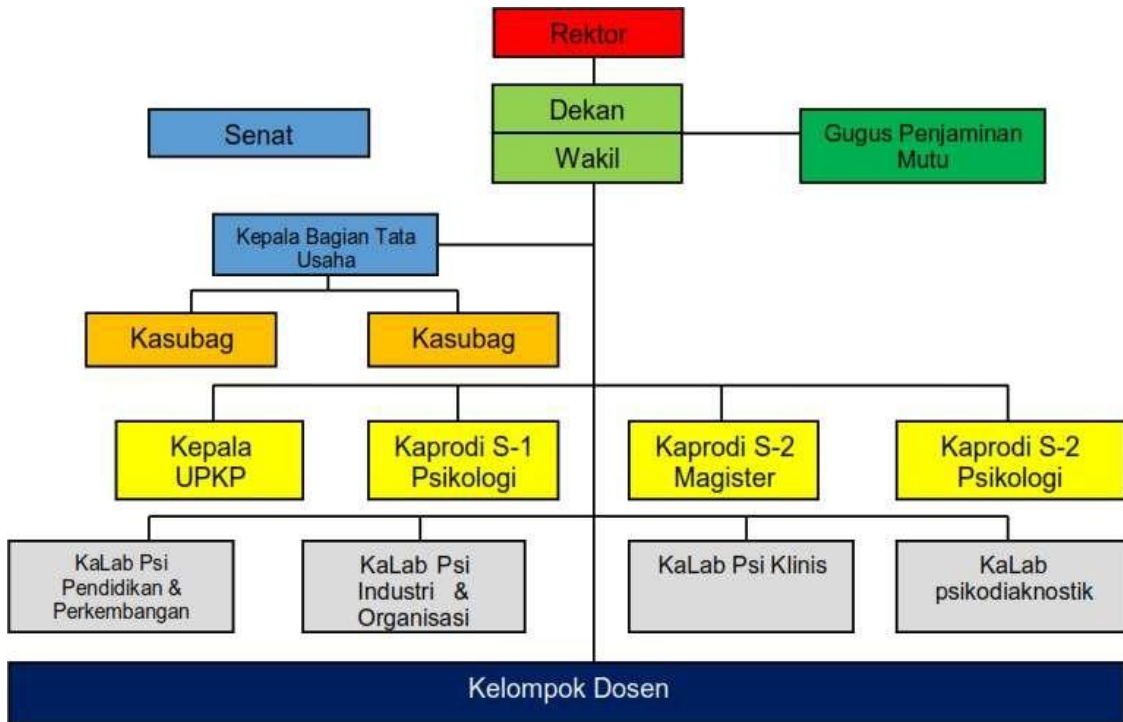 Rektor
Dekan
Wakil
Senat
Gugus Penjaminan
Mutu
Kepala Bagian Tata
Usaha
Kasubag
Kasubag
Kepala
UPKP
Kaprodi S-1
Psikologi
Kaprodi S-2
Magister
Kaprodi S-2
Psikologi
KaLab Psi
Pendidikan &
Perkembangan
KaLab Psi
Industri &
Organisasi
KaLab Psi Klinis
KaLab
psikodiaknostik
Kelompok Dosen